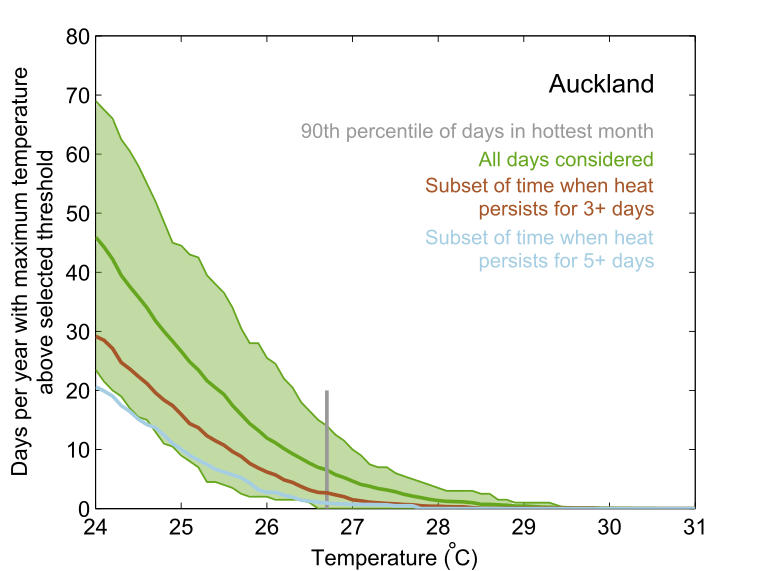 Auckland
90th percentile of days in hottest month
All days considered
Subset of time when heat
persists for 3+ days
Subset of time when heat
persists for 5+ days
Days per year with maximum temperature
above selected threshold
80
70
60
50
40
30
20
10
0
24 25 26 27 28 29 30 31
Temperature (°C)